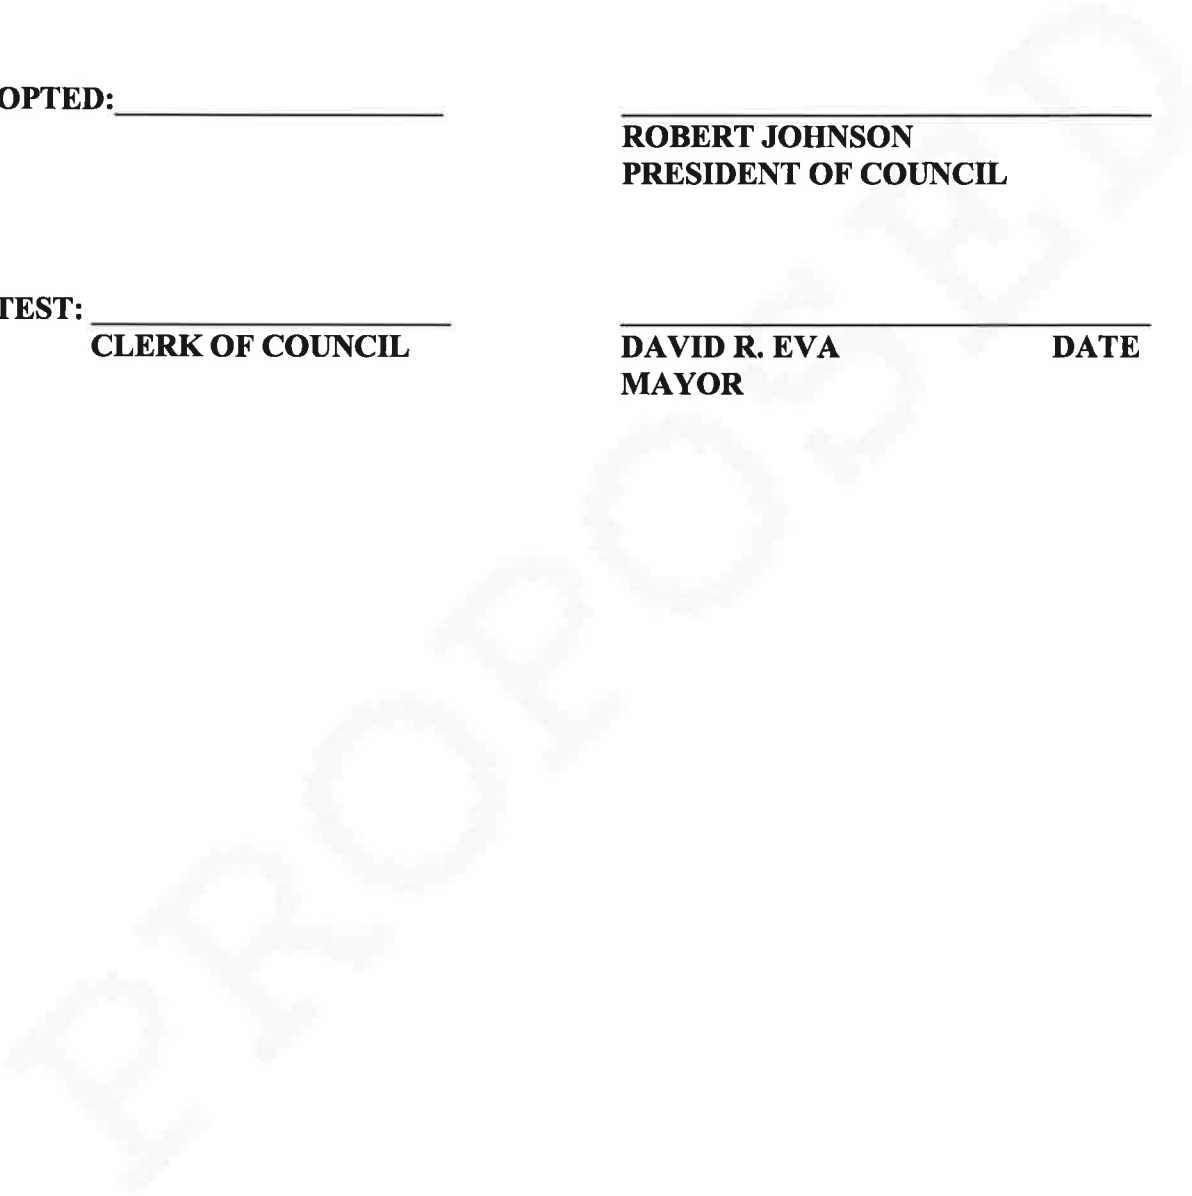 OPTED:
ROBERT JOHNSON
PRESIDENT OF COUNCIL
TEST:
CLERK OF COUNCIL
DAVID R. EVA DATE
MAYOR
PROPOSED